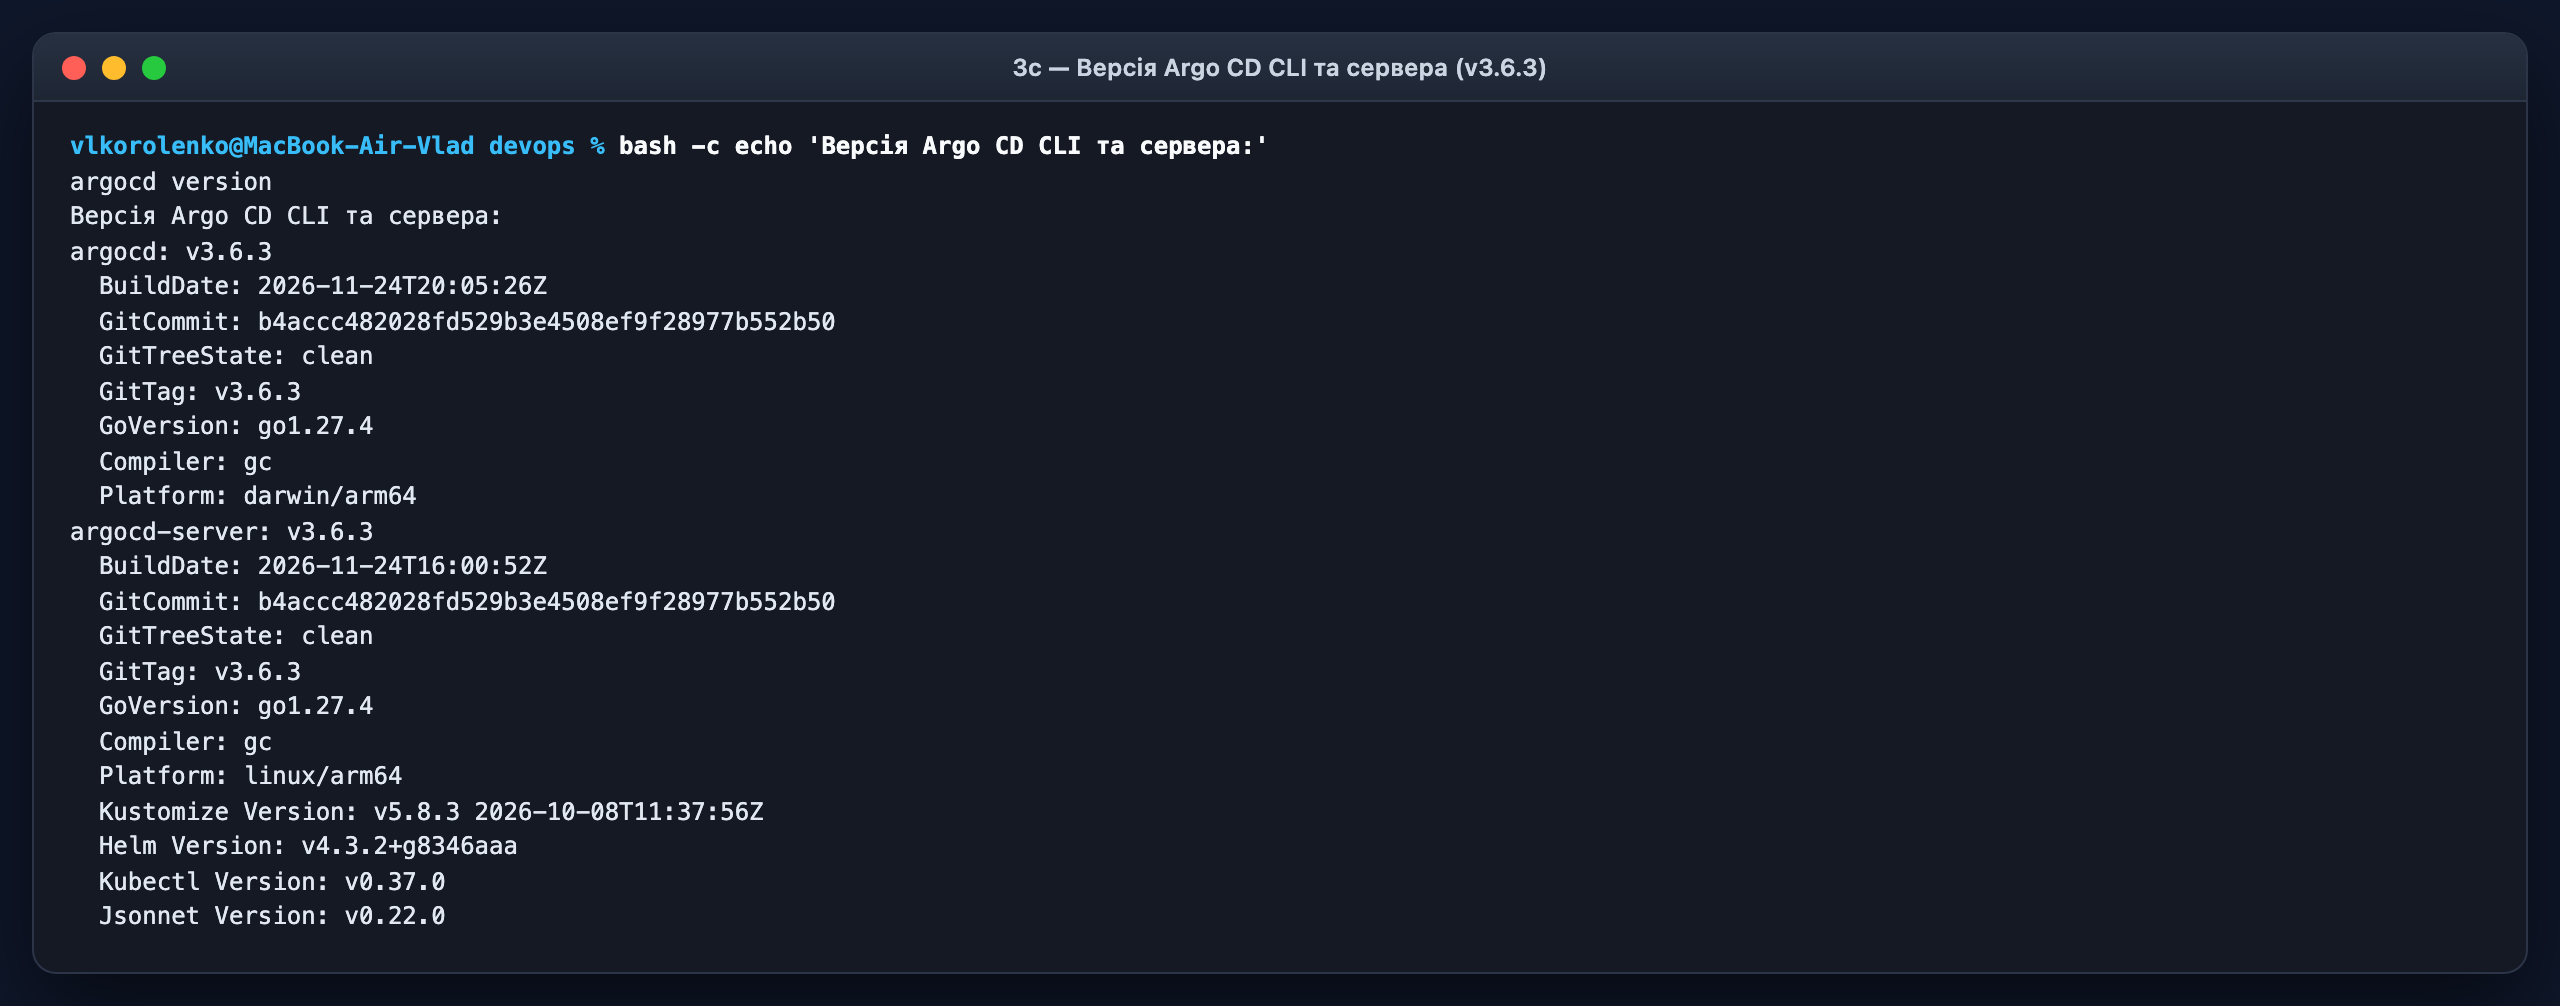 3c — Версія Argo CD CLI та сервера (v3.6.3)
vlkorolenko@MacBook-Air-Vlad devops % bash -c echo 'Версія Argo CD CLI та сервера:'
argocd version
Версія Argo CD CLI та сервера:
argocd: v3.6.3
  BuildDate: 2026-11-24T20:05:26Z
  GitCommit: b4accc482028fd529b3e4508ef9f28977b552b50
  GitTreeState: clean
  GitTag: v3.6.3
  GoVersion: go1.27.4
  Compiler: gc
  Platform: darwin/arm64
argocd-server: v3.6.3
  BuildDate: 2026-11-24T16:00:52Z
  GitCommit: b4accc482028fd529b3e4508ef9f28977b552b50
  GitTreeState: clean
  GitTag: v3.6.3
  GoVersion: go1.27.4
  Compiler: gc
  Platform: linux/arm64
  Kustomize Version: v5.8.3 2026-10-08T11:37:56Z
  Helm Version: v4.3.2+g8346aaa
  Kubectl Version: v0.37.0
  Jsonnet Version: v0.22.0